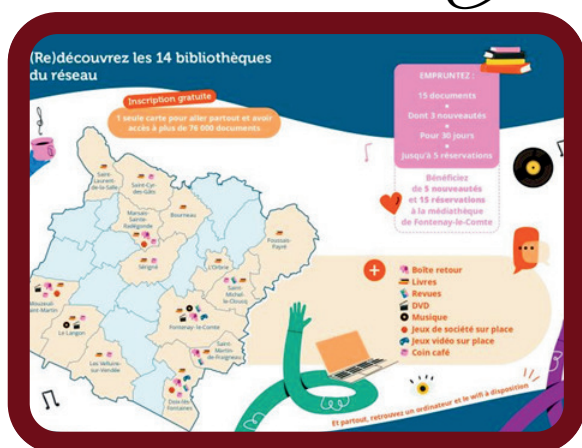 (Re)découvrez les 14 bibliothèques
du réseau
Inscription gratuite
1 seule carte pour aller partout et avoir
accès à plus de 76 000 documents
EMPRUNTEZ :
15 documents
Dont 3 nouveautés
Pour 30 jours
Jusqu'à 5 réservations
Bénéficiez
de 5 nouveautés
et 15 réservations
à la médiathèque
de Fontenay-le-Comte
Saint-
Laurent-
de-la-Salle
Saint-Cyr-
des-Gâts
Marsais-
Sainte-
Radégonde
Bourneau
Foussais-
Payré
Sérigné
L'Orbrie
Saint-
Michel-
le-Cloucq
Mouzeuil-
Saint-Martin
Le Langon
Fontenay-le-Comte
Saint-
Martin-
de-Fraigneau
Les Velluire-
sur-Vendée
Doix-lès-
Fontaines
Boîte retour
Livres
Revues
DVD
Musique
Jeux de société sur place
Jeux vidéo sur place
Coin café
Et partout, retrouvez un ordinateur et le wifi à disposition